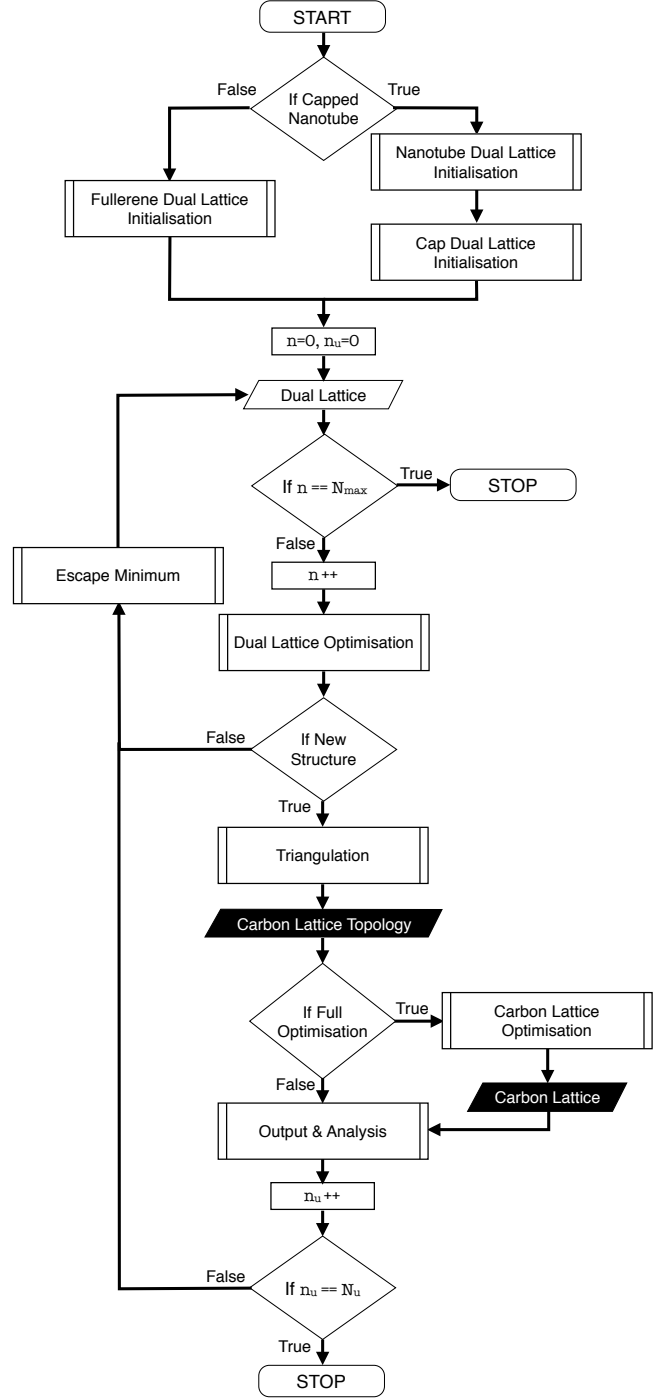 START
If Capped
Nanotube
False
True
Nanotube Dual Lattice
Initialisation
Fullerene Dual Lattice
Initialisation
Cap Dual Lattice
Initialisation
n=0, nᵤ=0
Dual Lattice
If n == Nₘₐₓ
True
STOP
False
Escape Minimum
n++
Dual Lattice Optimisation
False
If New
Structure
True
Triangulation
Carbon Lattice Topology
If Full
Optimisation
True
Carbon Lattice
Optimisation
False
Carbon Lattice
Output & Analysis
nᵤ++
False
If nᵤ == Nᵤ
True
STOP